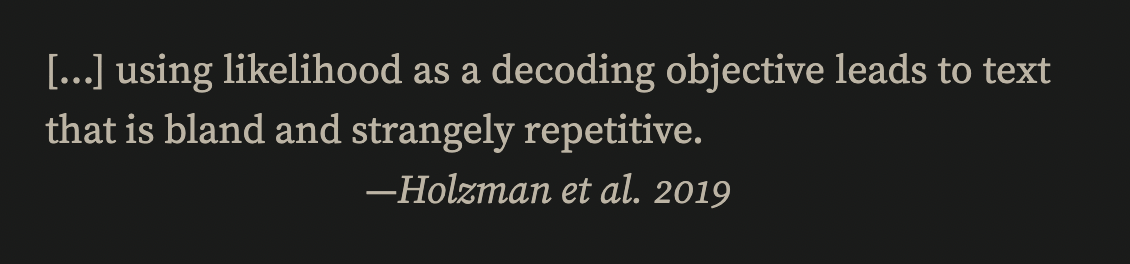 […] using likelihood as a decoding objective leads to text
that is bland and strangely repetitive.
—Holzman et al. 2019